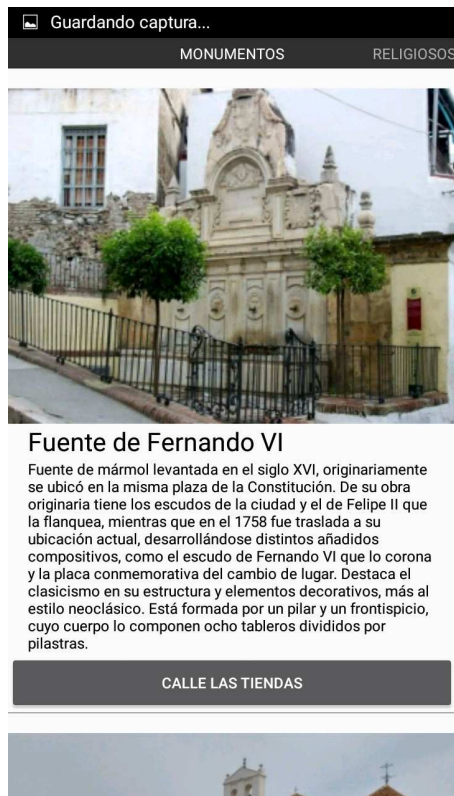 Guardando captura...
MONUMENTOS RELIGIOSOS
Fuente de Fernando VI
Fuente de mármol levantada en el siglo XVI, originariamente
se ubicó en la misma plaza de la Constitución. De su obra
originaria tiene los escudos de la ciudad y el de Felipe II que
la flanquea, mientras que en el 1758 fue traslada a su
ubicación actual, desarrollándose distintos añadidos
compositivos, como el escudo de Fernando VI que lo corona
y la placa conmemorativa del cambio de lugar. Destaca el
clasicismo en su estructura y elementos decorativos, más al
estilo neoclásico. Está formada por un pilar y un frontispicio,
cuyo cuerpo lo componen ocho tableros divididos por
pilastras.
CALLE LAS TIENDAS